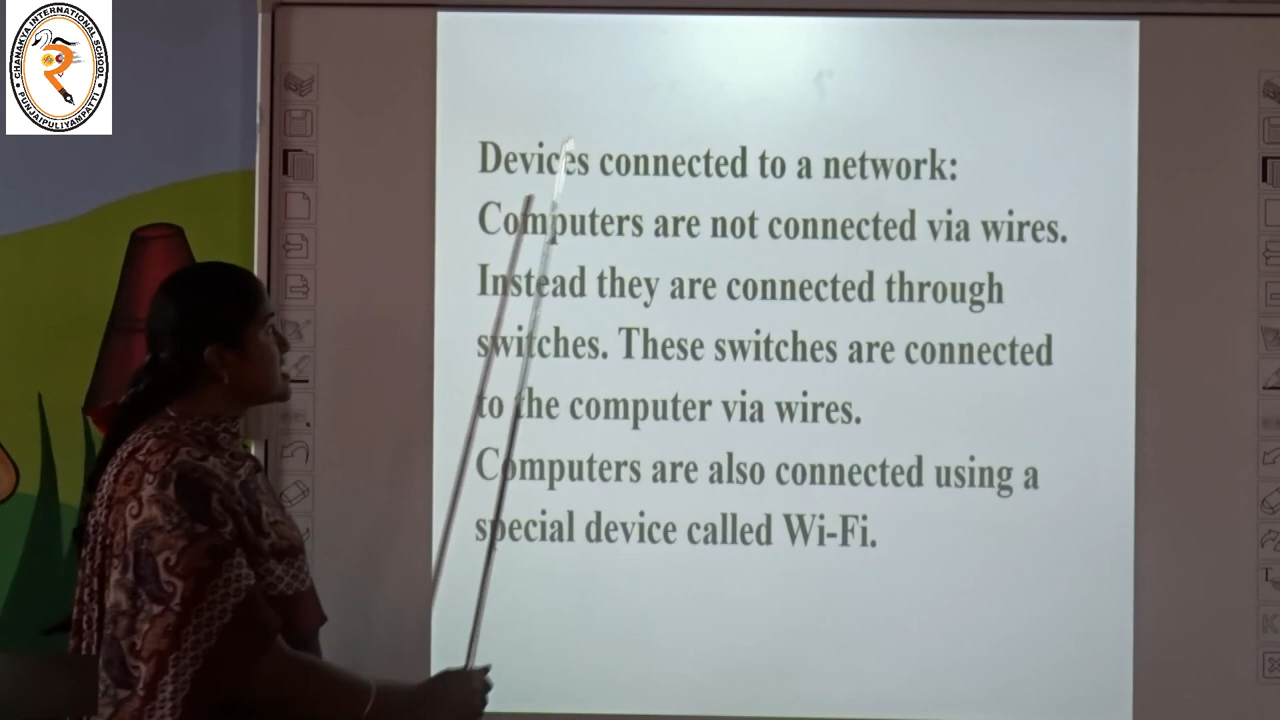 CHANAKYA INTERNATIONAL SCHOOL
PUNJAIPULIYAMPATTI
Devices connected to a network:
Computers are not connected via wires.
Instead they are connected through
switches. These switches are connected
to the computer via wires.
Computers are also connected using a
special device called Wi-Fi.